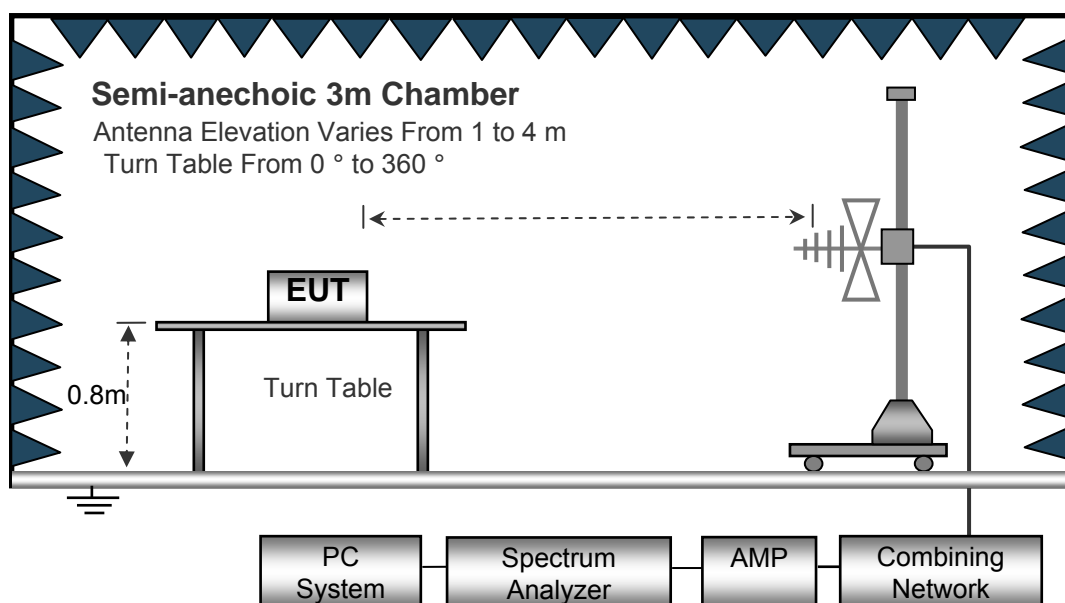 Semi-anechoic 3m Chamber
Antenna Elevation Varies From 1 to 4 m
Turn Table From 0 ° to 360 °
EUT
0.8m
Turn Table
PC
System
Spectrum
Analyzer
AMP
Combining
Network